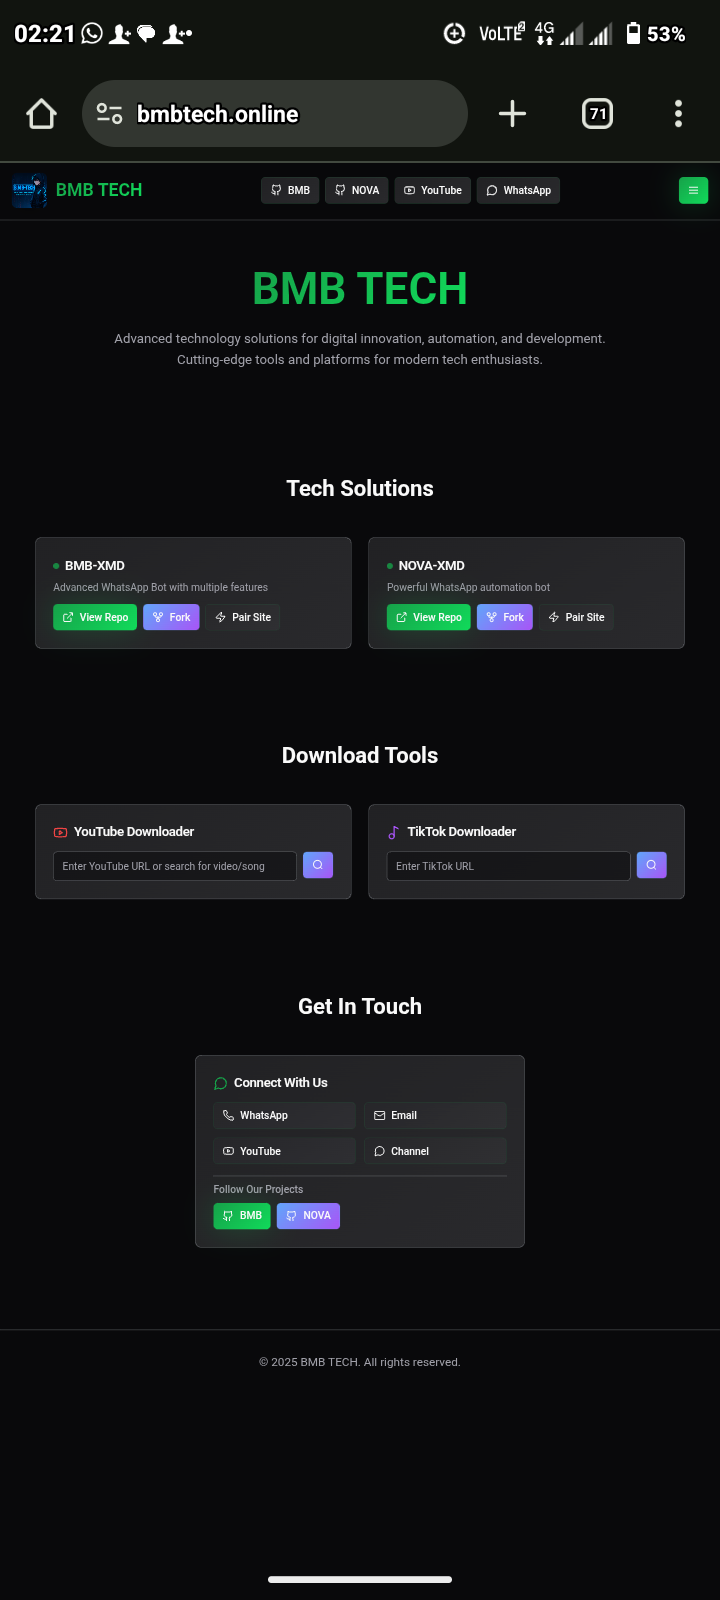 02:21
VoLTE2 4G 53%
bmbtech.online
71
BMB TECH
BMB
NOVA
YouTube
WhatsApp
BMB TECH
Advanced technology solutions for digital innovation, automation, and development.
Cutting-edge tools and platforms for modern tech enthusiasts.
Tech Solutions
BMB-XMD
Advanced WhatsApp Bot with multiple features
View Repo
Fork
Pair Site
NOVA-XMD
Powerful WhatsApp automation bot
View Repo
Fork
Pair Site
Download Tools
YouTube Downloader
Enter YouTube URL or search for video/song
TikTok Downloader
Enter TikTok URL
Get In Touch
Connect With Us
WhatsApp
Email
YouTube
Channel
Follow Our Projects
BMB
NOVA
© 2025 BMB TECH. All rights reserved.